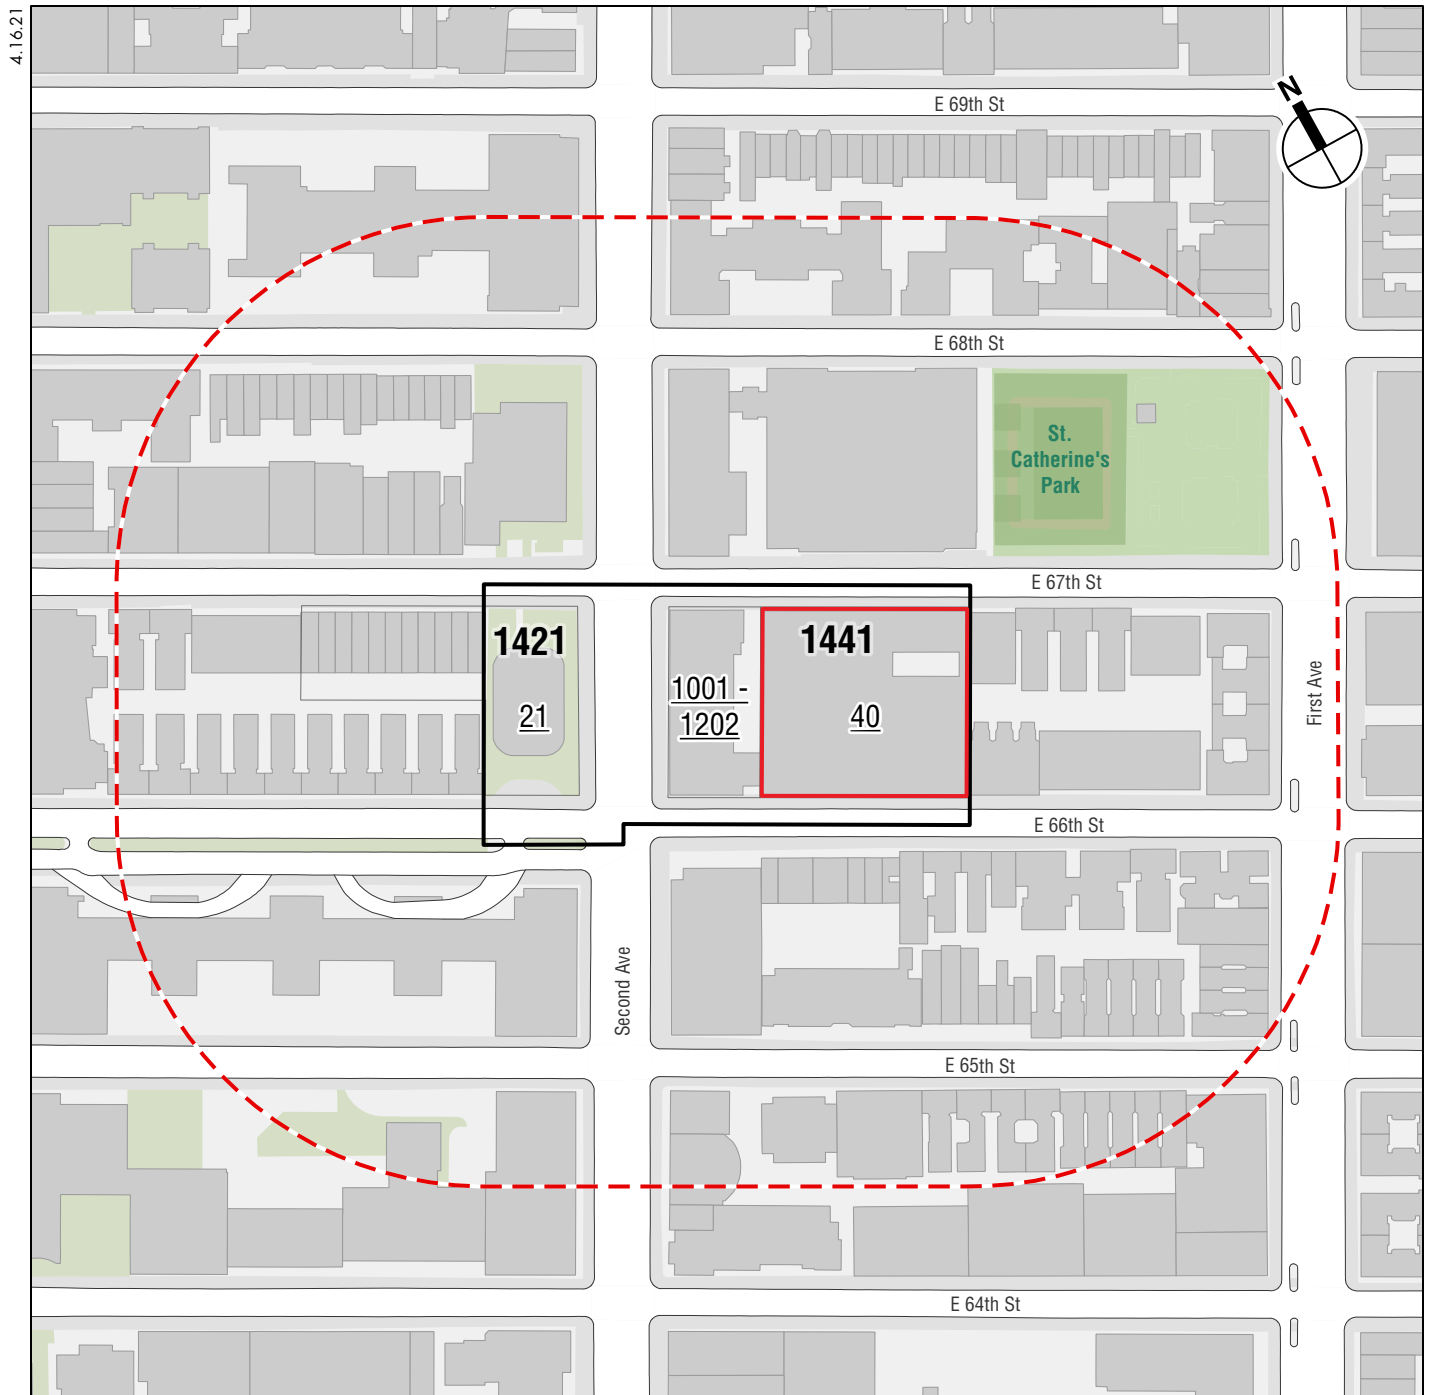 4.16.21
E 69th St
N
E 68th St
St.
Catherine's
Park
E 67th St
1421
21
1001 -
1202
1441
40
First Ave
E 66th St
Second Ave
E 65th St
E 64th St